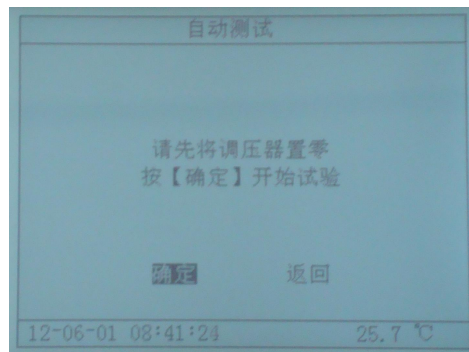 自动测试
请先将调压器置零
按【确定】开始试验
确定 返回
12-06-01 08:41:24 25.7 ℃